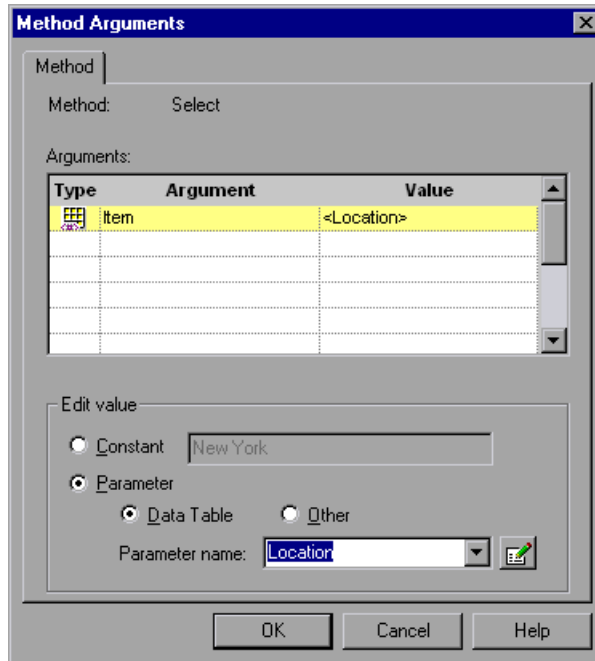 Method Arguments
Method
Method: Select
Arguments:
Type Argument Value
Item <Location>
Edit value
Constant New York
Parameter
Data Table Other
Parameter name: Location
OK Cancel Help